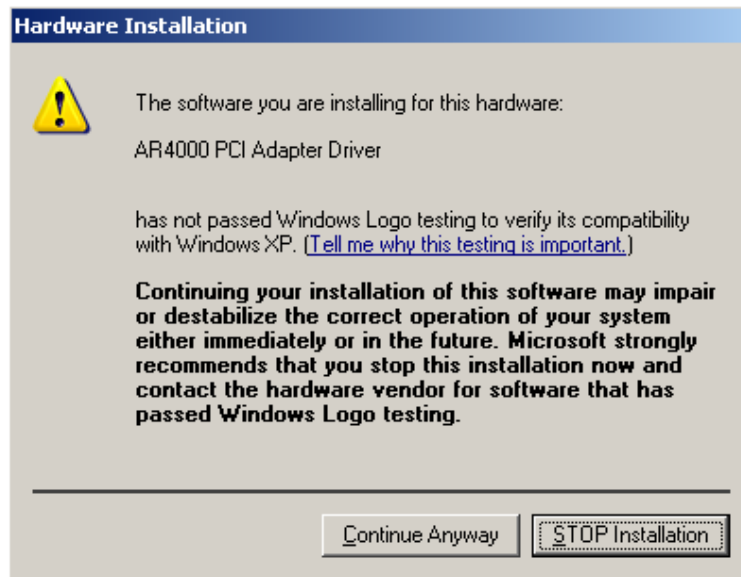 Hardware Installation
The software you are installing for this hardware:
AR4000 PCI Adapter Driver
has not passed Windows Logo testing to verify its compatibility
with Windows XP. (Tell me why this testing is important.)
Continuing your installation of this software may impair
or destabilize the correct operation of your system
either immediately or in the future. Microsoft strongly
recommends that you stop this installation now and
contact the hardware vendor for software that has
passed Windows Logo testing.
Continue Anyway STOP Installation